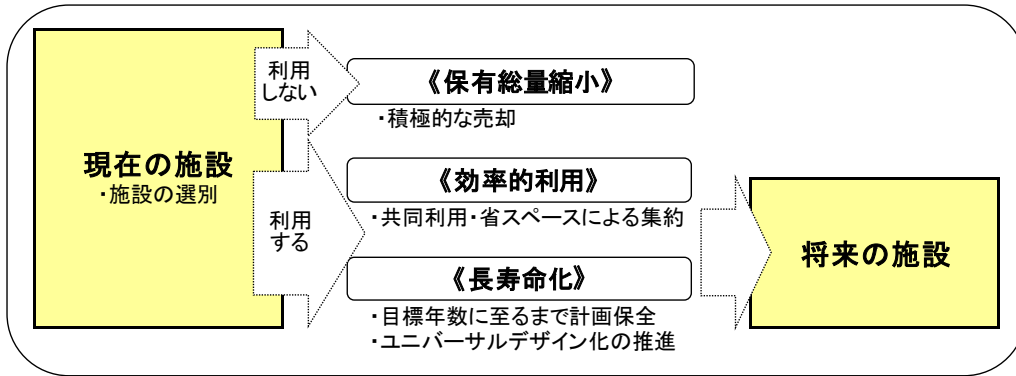 現在の施設
・施設の選別
利用
しない
《保有総量縮小》
・積極的な売却
利用
する
《効率的利用》
・共同利用・省スペースによる集約
《長寿命化》
・目標年数に至るまで計画保全
・ユニバーサルデザイン化の推進
将来の施設